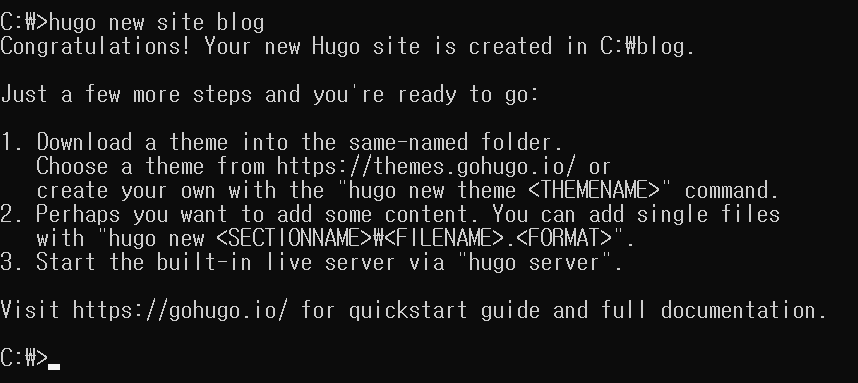 C:₩>hugo new site blog
Congratulations! Your new Hugo site is created in C:₩blog.
Just a few more steps and you're ready to go:
1. Download a theme into the same-named folder.
Choose a theme from https://themes.gohugo.io/ or
create your own with the "hugo new theme <THEMENAME>" command.
2. Perhaps you want to add some content. You can add single files
with "hugo new <SECTIONNAME>₩<FILENAME>.<FORMAT>".
3. Start the built-in live server via "hugo server".
Visit https://gohugo.io/ for quickstart guide and full documentation.
C:₩>